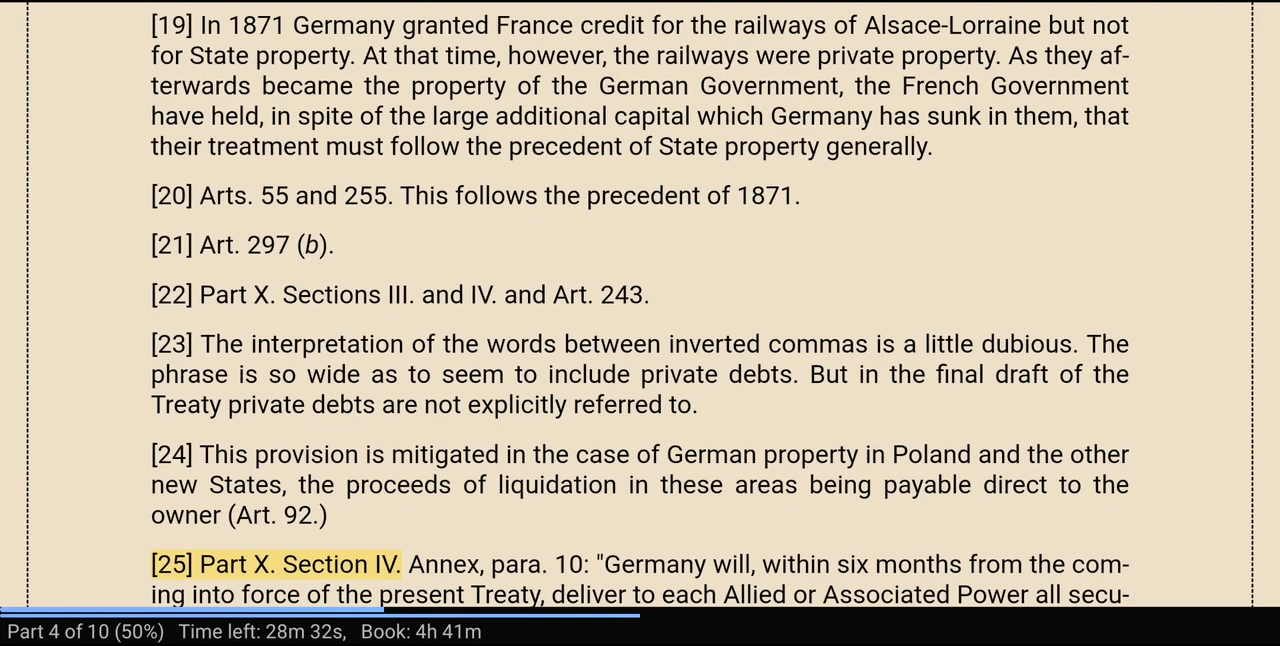 [19] In 1871 Germany granted France credit for the railways of Alsace-Lorraine but not
for State property. At that time, however, the railways were private property. As they af-
terwards became the property of the German Government, the French Government
have held, in spite of the large additional capital which Germany has sunk in them, that
their treatment must follow the precedent of State property generally.
[20] Arts. 55 and 255. This follows the precedent of 1871.
[21] Art. 297 (b).
[22] Part X. Sections III. and IV. and Art. 243.
[23] The interpretation of the words between inverted commas is a little dubious. The
phrase is so wide as to seem to include private debts. But in the final draft of the
Treaty private debts are not explicitly referred to.
[24] This provision is mitigated in the case of German property in Poland and the other
new States, the proceeds of liquidation in these areas being payable direct to the
owner (Art. 92.)
[25] Part X. Section IV. Annex, para. 10: "Germany will, within six months from the com-
ing into force of the present Treaty, deliver to each Allied or Associated Power all secu-
Part 4 of 10 (50%) Time left: 28m 32s, Book: 4h 41m